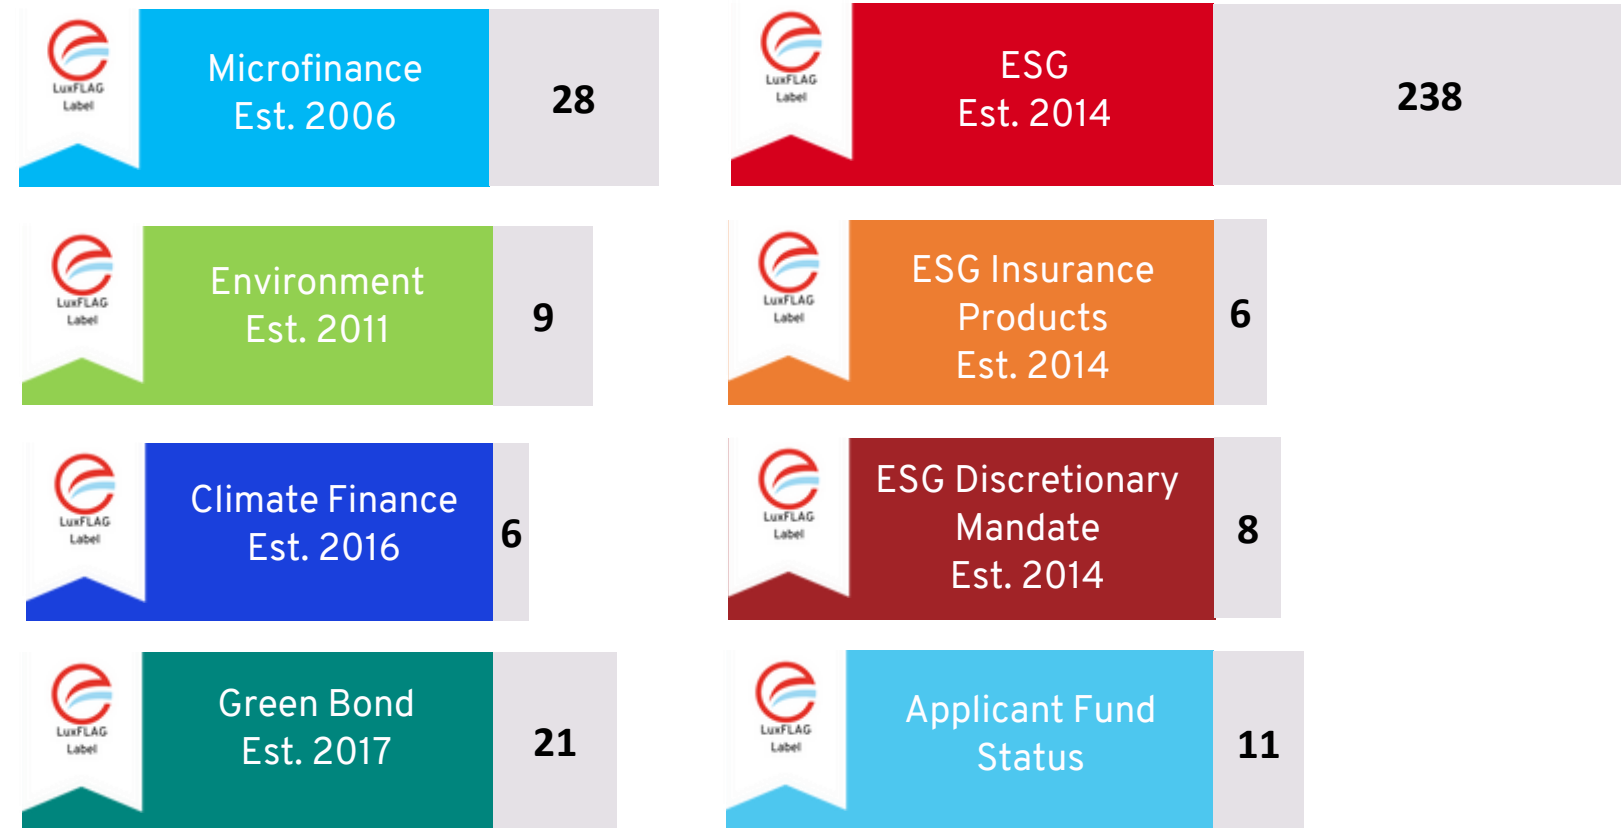 LuxFLAG
Label
Microfinance
Est. 2006
28
LuxFLAG
Label
ESG
Est. 2014
238
LuxFLAG
Label
Environment
Est. 2011
9
LuxFLAG
Label
ESG Insurance
Products
Est. 2014
6
LuxFLAG
Label
Climate Finance
Est. 2016
6
LuxFLAG
Label
ESG Discretionary
Mandate
Est. 2014
8
LuxFLAG
Label
Green Bond
Est. 2017
21
LuxFLAG
Label
Applicant Fund
Status
11